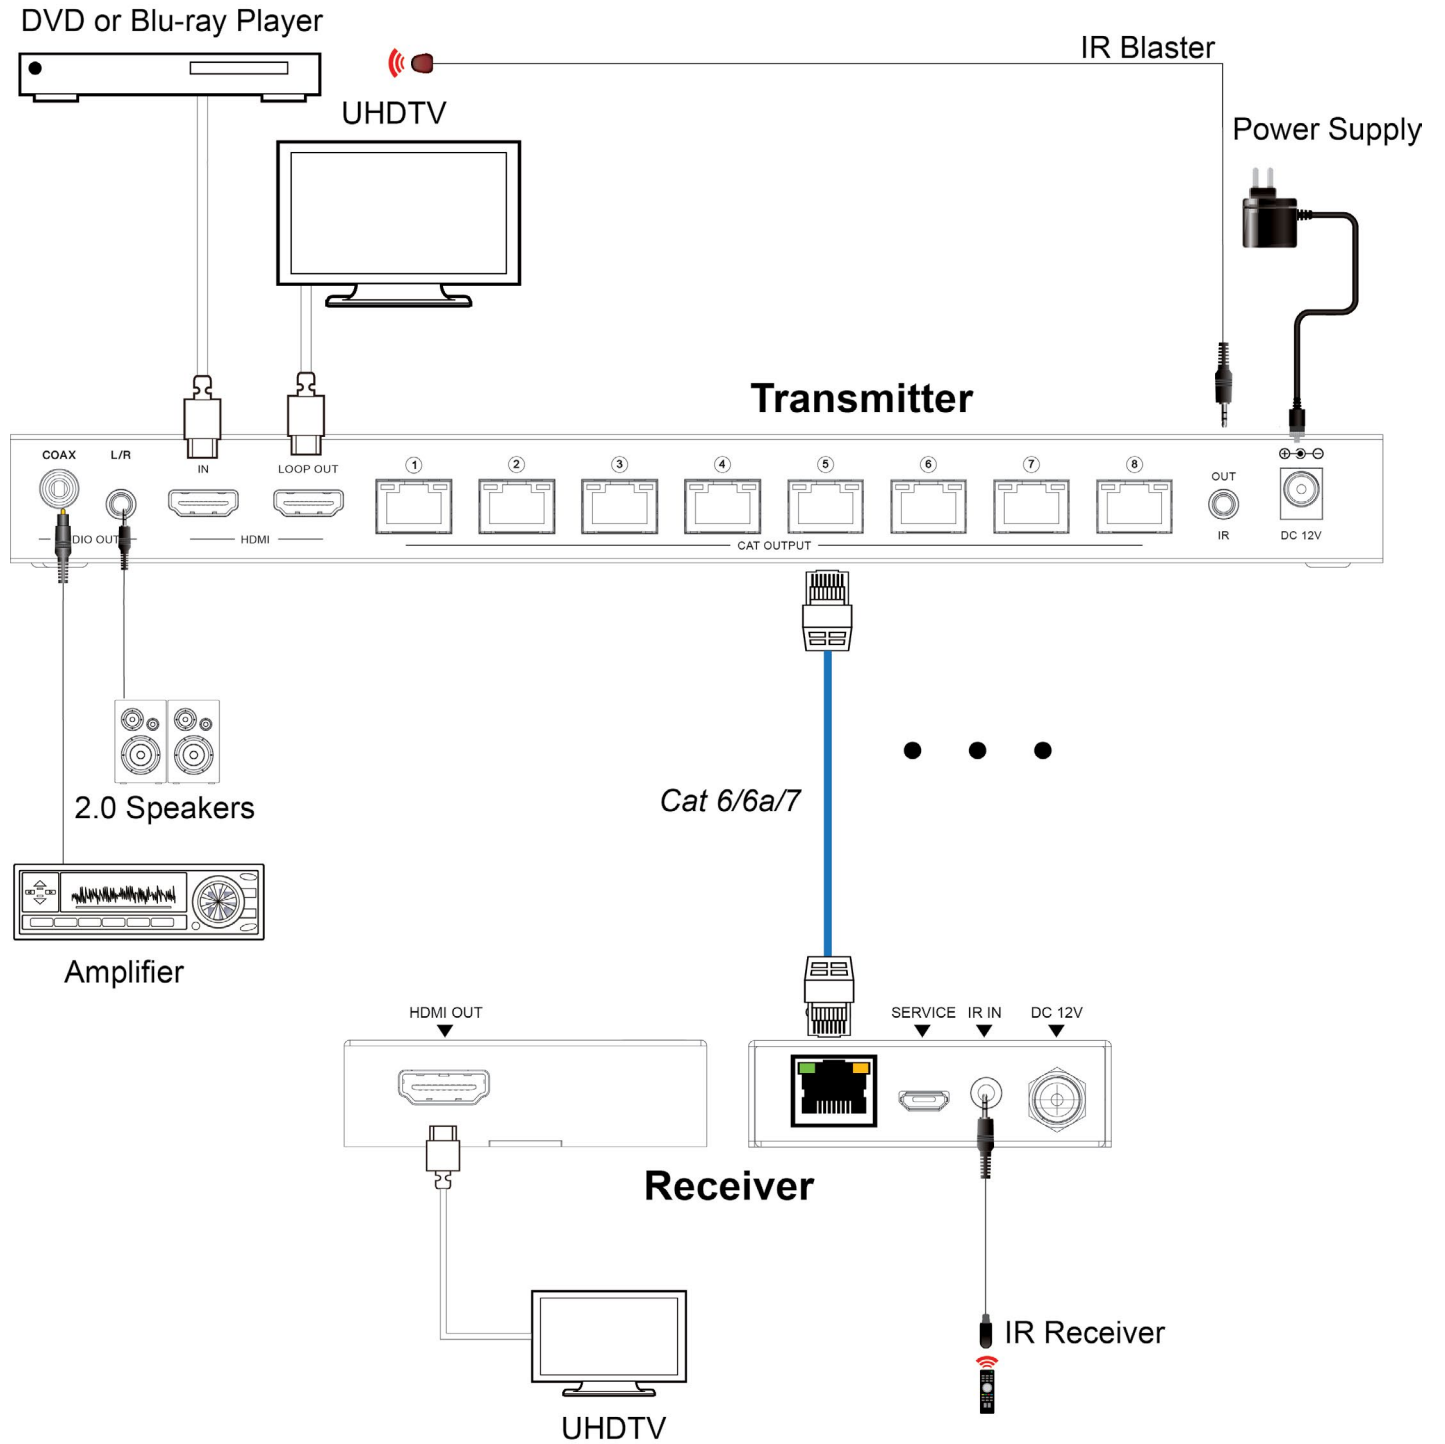 DVD or Blu-ray Player
IR Blaster
UHDTV
Power Supply
Transmitter
COAX
L/R
IN
LOOP OUT
1
2
3
4
5
6
7
8
OUT
DIO OUT
HDMI
CAT OUTPUT
IR
DC 12V
2.0 Speakers
Cat 6/6a/7
Amplifier
HDMI OUT
SERVICE
IR IN
DC 12V
Receiver
IR Receiver
UHDTV